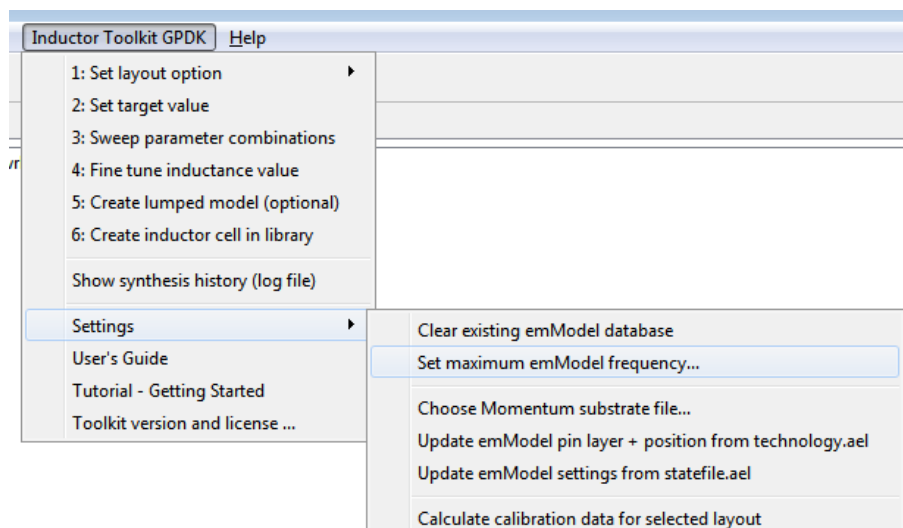 Inductor Toolkit GPDK Help
1: Set layout option
2: Set target value
3: Sweep parameter combinations
4: Fine tune inductance value
5: Create lumped model (optional)
6: Create inductor cell in library
Show synthesis history (log file)
Settings
User's Guide
Tutorial - Getting Started
Toolkit version and license ...
Clear existing emModel database
Set maximum emModel frequency...
Choose Momentum substrate file...
Update emModel pin layer + position from technology.ael
Update emModel settings from statefile.ael
Calculate calibration data for selected layout